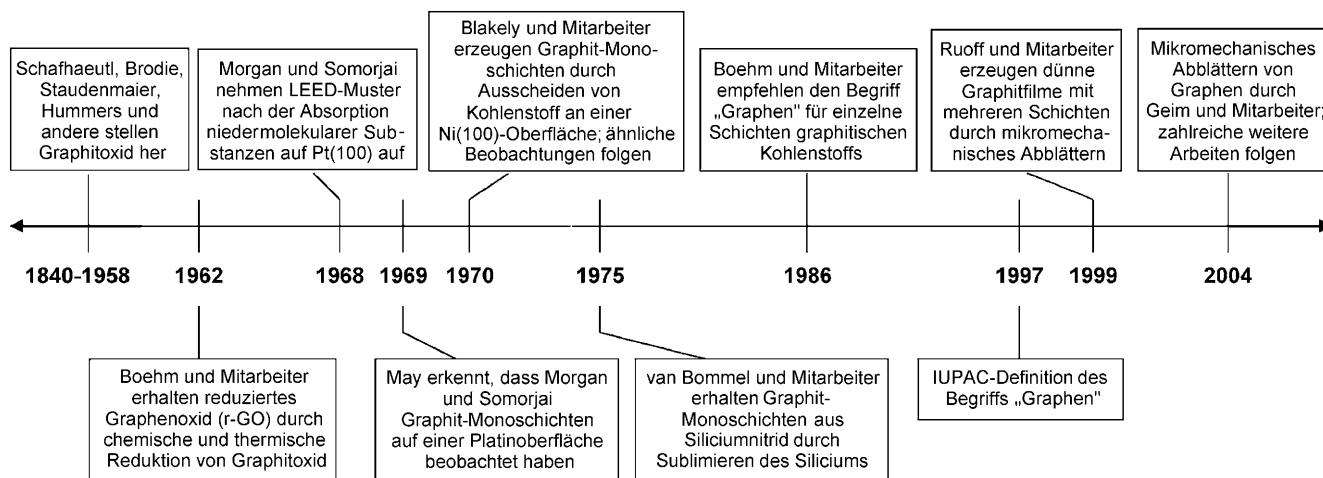 Schafhaeutl, Brodie,
Staudenmaier,
Hummers und
andere stellen
Graphitoxid her
Morgan und Somorjai
nehmen LEED-Muster
nach der Absorption
niedermolekularer Sub-
stanzen auf Pt(100) auf
Blakely und Mitarbeiter
erzeugen Graphit-Mono-
schichten durch
Ausscheiden von
Kohlenstoff an einer
Ni(100)-Oberfläche; ähnliche
Beobachtungen folgen
Boehm und Mitarbeiter
empfehlen den Begriff
„Graphen" für einzelne
Schichten graphitischen
Kohlenstoffs
Ruoff und Mitarbeiter
erzeugen dünne
Graphitfilme mit
mehreren Schichten
durch mikromecha-
nisches Abblättern
Mikromechanisches
Abblättern von
Graphen durch
Geim und Mitarbeiter;
zahlreiche weitere
Arbeiten folgen
1840-1958 1962 1968 1969 1970 1975 1986 1997 1999 2004
Boehm und Mitarbeiter
erhalten reduziertes
Graphenoxid (r-GO) durch
chemische und thermische
Reduktion von Graphitoxid
May erkennt, dass Morgan
und Somorjai
Graphit-Monoschichten
auf einer Platinoberfläche
beobachtet haben
van Bommel und Mitarbeiter
erhalten Graphit-
Monoschichten aus
Siliciumnitrid durch
Sublimieren des Siliciums
IUPAC-Definition des
Begriffs „Graphen"